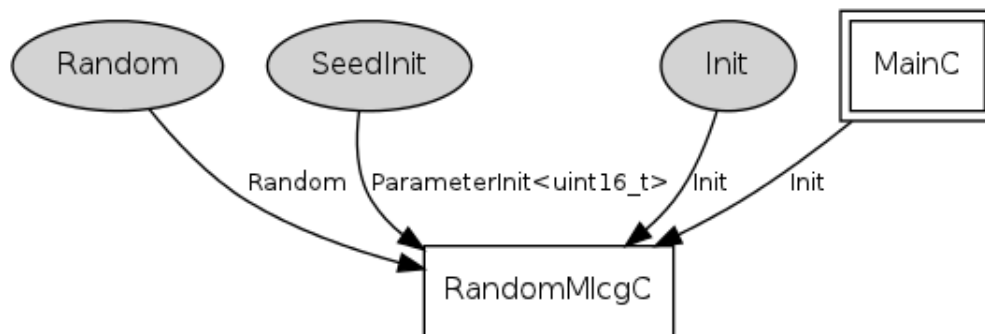 Random
SeedInit
Init
MainC
Random
ParameterInit<uint16_t>
Init
Init
RandomMlcgC